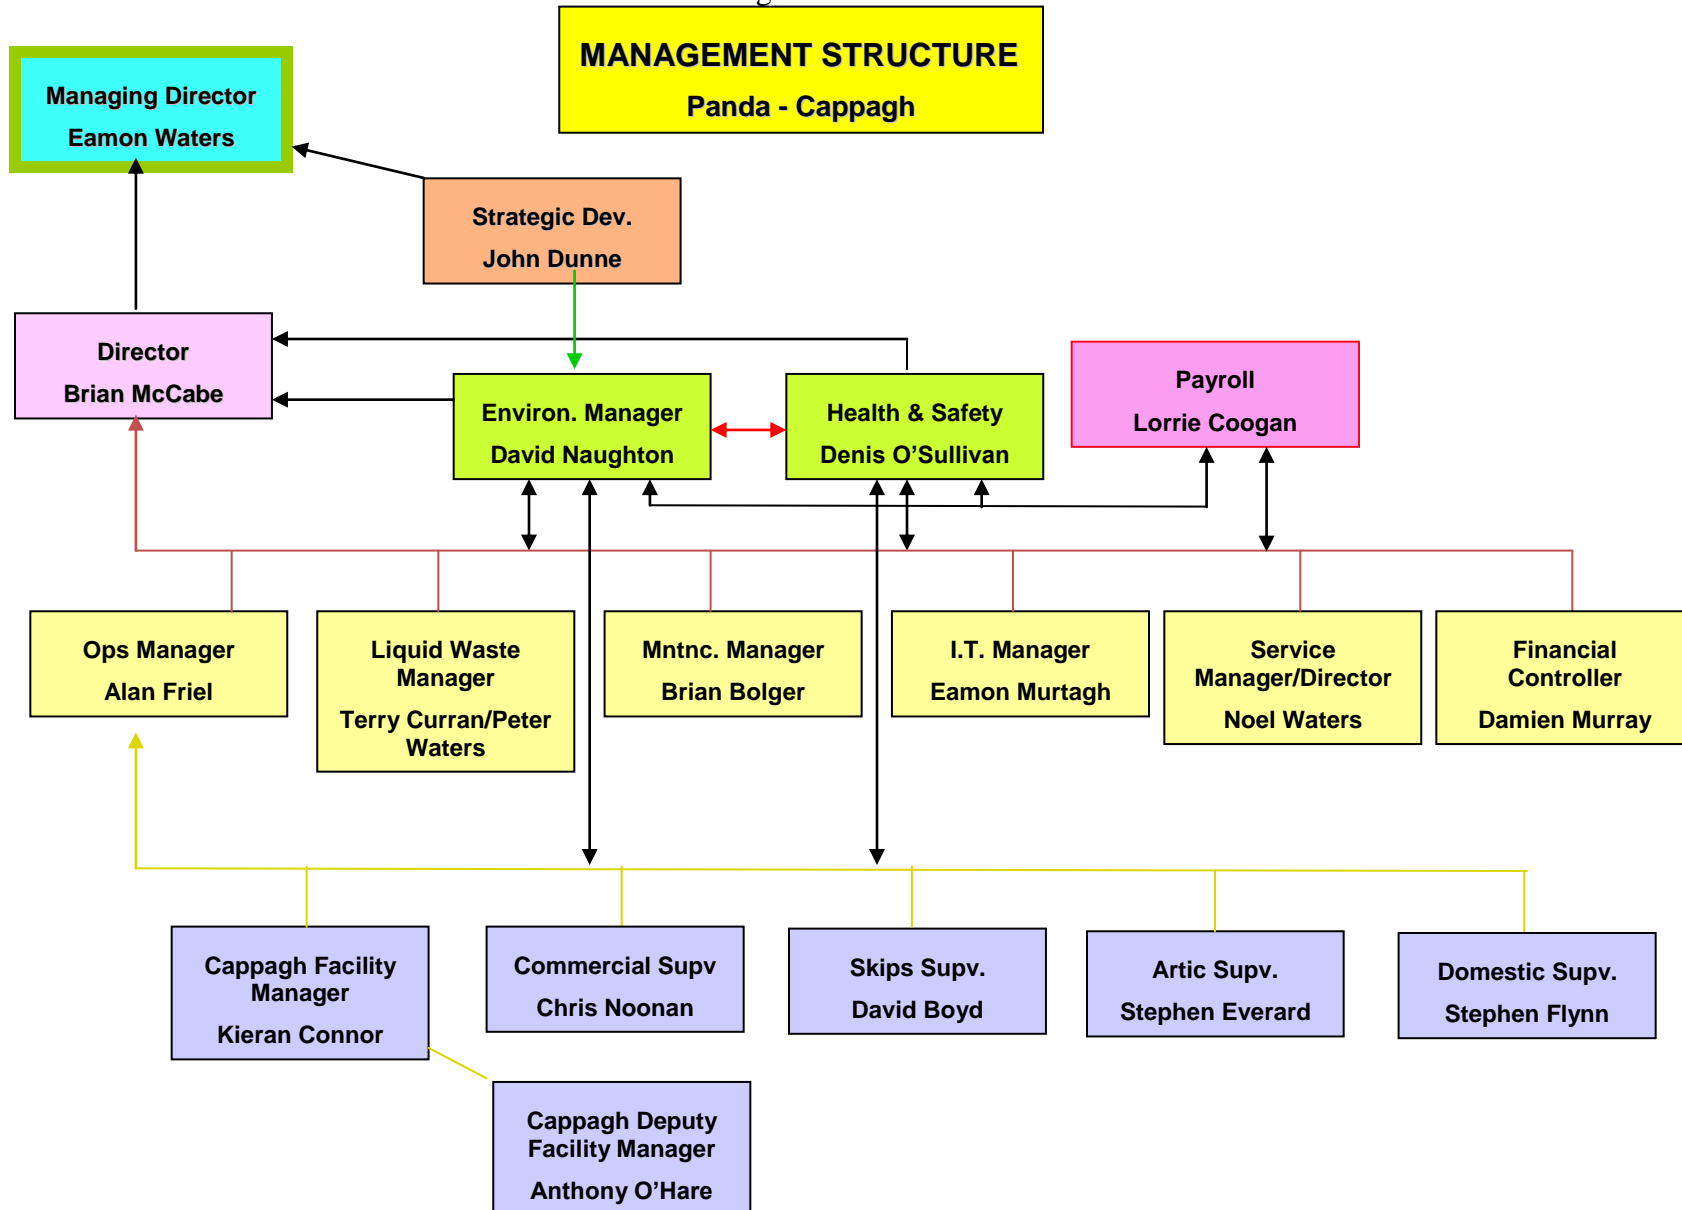 MANAGEMENT STRUCTURE
Panda - Cappagh
Managing Director
Eamon Waters
Strategic Dev.
John Dunne
Director
Brian McCabe
Environ. Manager
David Naughton
Health & Safety
Denis O’Sullivan
Payroll
Lorrie Coogan
Ops Manager
Alan Friel
Liquid Waste
Manager
Terry Curran/Peter
Waters
Mntnc. Manager
Brian Bolger
I.T. Manager
Eamon Murtagh
Service
Manager/Director
Noel Waters
Financial
Controller
Damien Murray
Cappagh Facility
Manager
Kieran Connor
Commercial Supv
Chris Noonan
Skips Supv.
David Boyd
Artic Supv.
Stephen Everard
Domestic Supv.
Stephen Flynn
Cappagh Deputy
Facility Manager
Anthony O’Hare